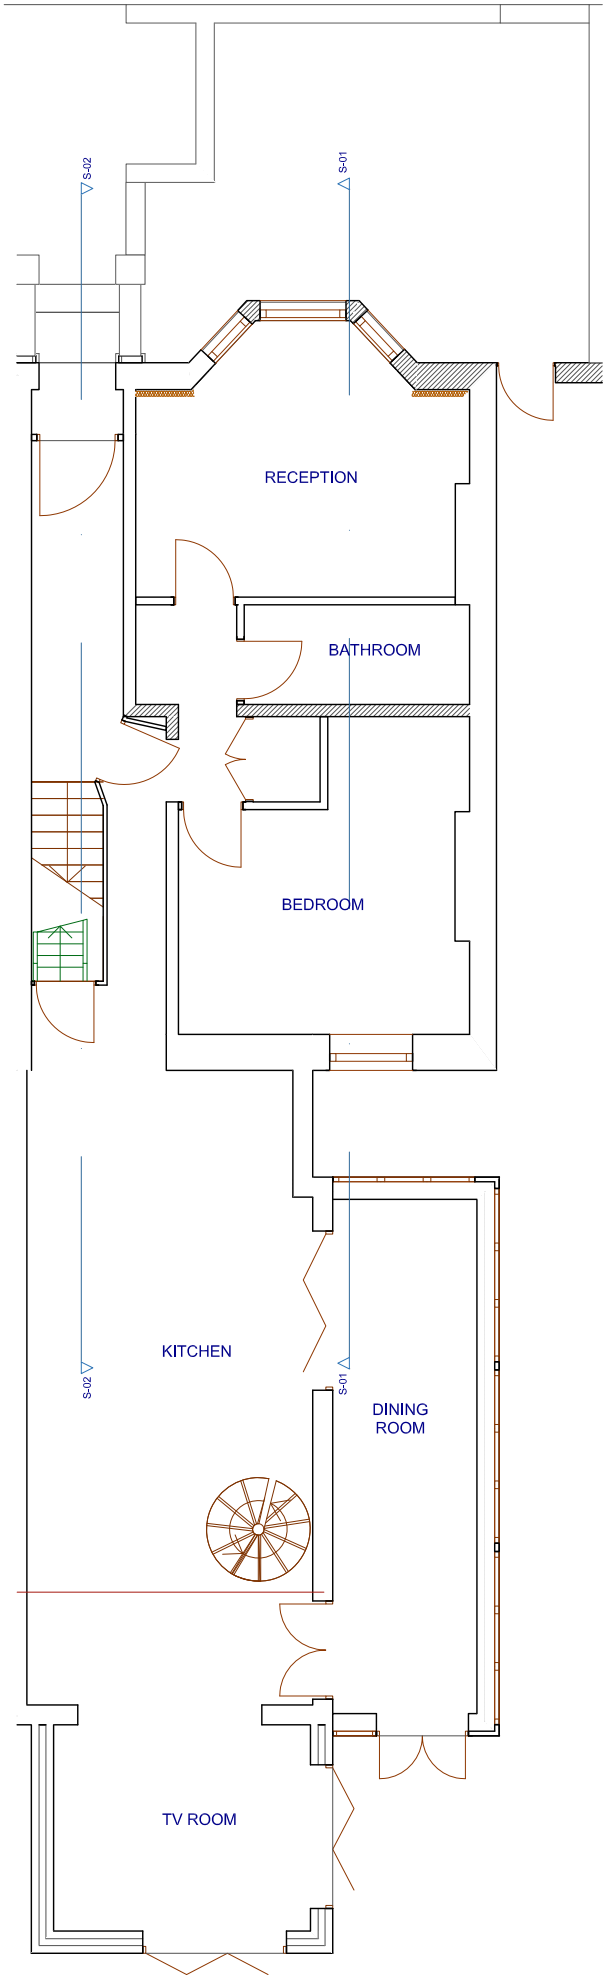 S-02
S-01
RECEPTION
BATHROOM
BEDROOM
KITCHEN
S-02
S-01
DINING
ROOM
TV ROOM